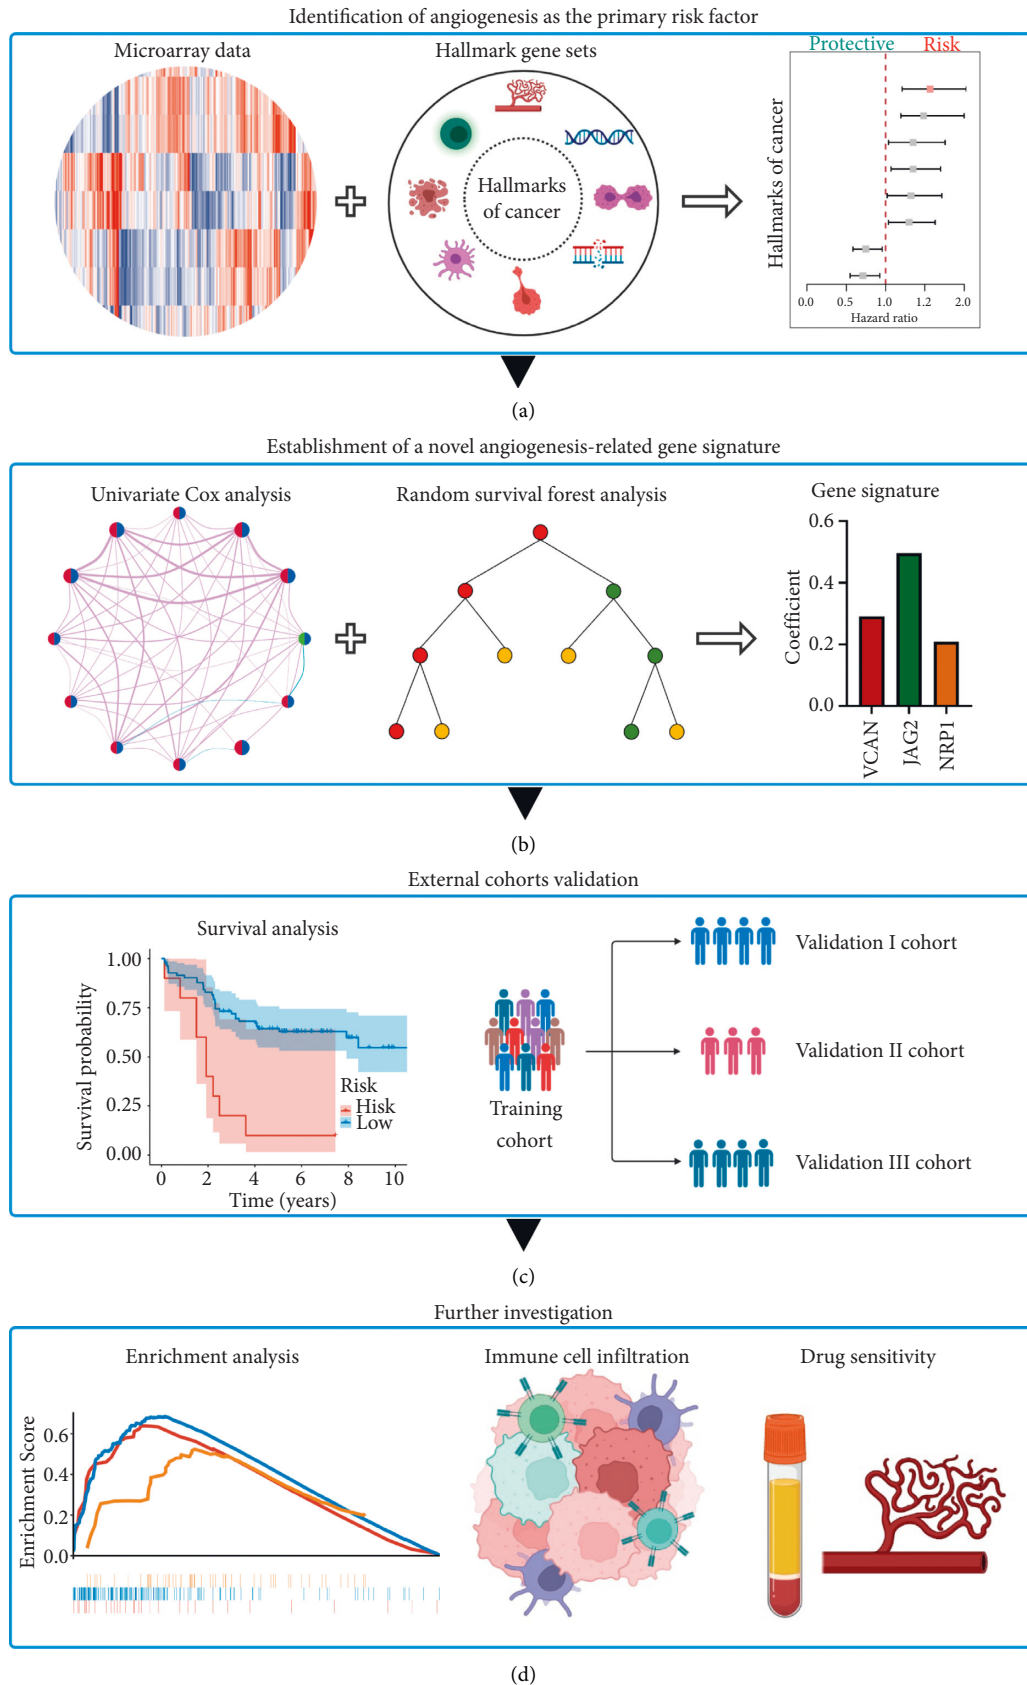 Identification of angiogenesis as the primary risk factor
Microarray data
Hallmark gene sets
Hallmarks
of cancer
Protective
Risk
Hallmarks of cancer
0.0 0.5 1.0 1.2 2.0
Hazard ratio
(a)
Establishment of a novel angiogenesis-related gene signature
Univariate Cox analysis
Random survival forest analysis
Gene signature
Coefficient
0.6
0.4
0.2
0.0
VCAN
JAG2
NRP1
(b)
External cohorts validation
Survival analysis
Survival probability
1.00
0.75
0.50
0.25
0.00
Risk
Hisk
Low
0 2 4 6 8 10
Time (years)
Training
cohort
Validation I cohort
Validation II cohort
Validation III cohort
(c)
Further investigation
Enrichment analysis
Enrichment Score
0.6
0.4
0.2
0.0
Immune cell infiltration
Drug sensitivity
(d)